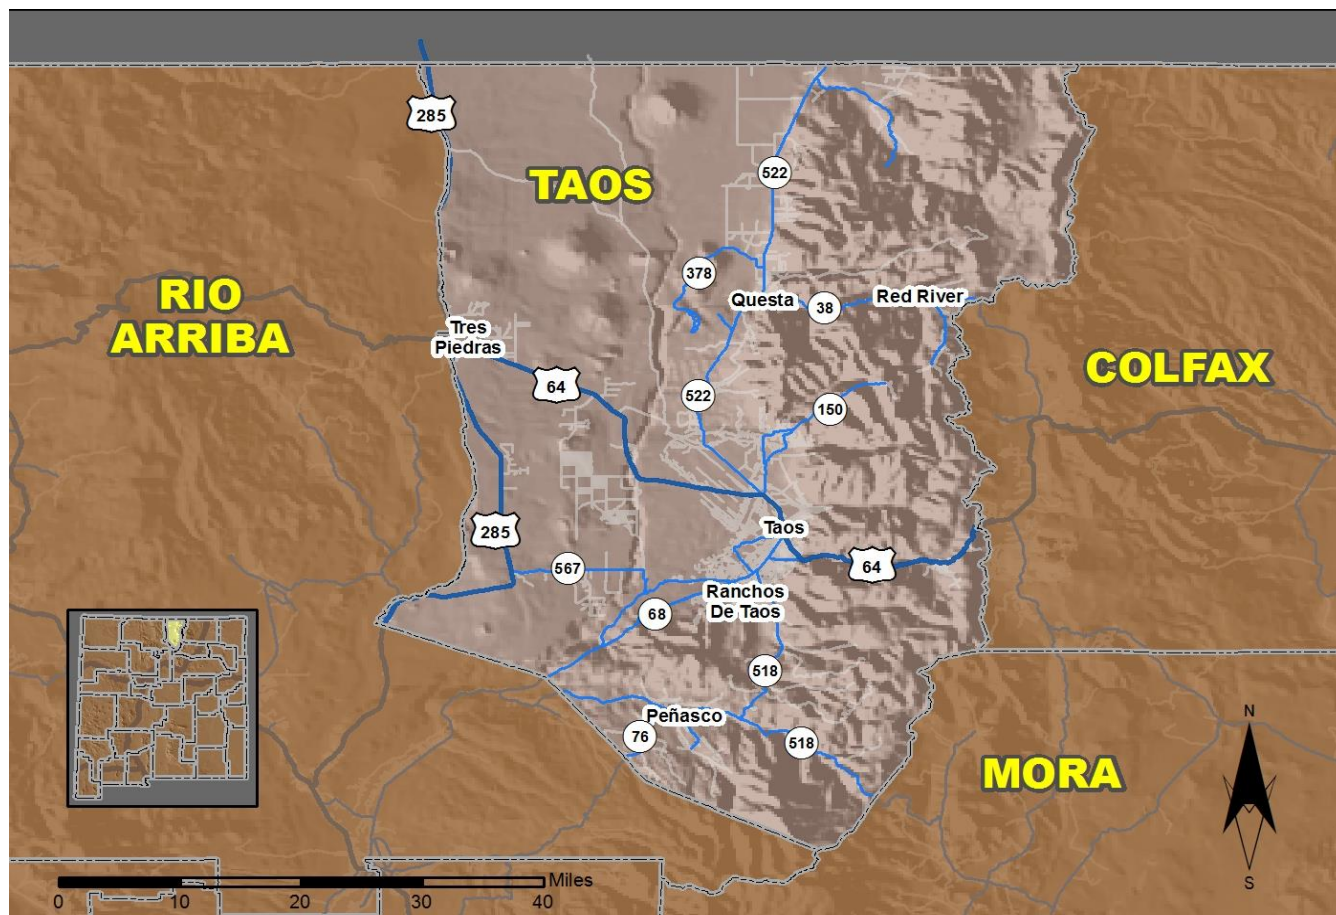 285
TAOS
522
378
RIO
ARRIBA
Questa
38
Red River
Tres
Piedras
COLFAX
64
522
150
285
Taos
567
64
68
Ranchos
De Taos
518
Peñasco
76
518
MORA
N
S
Miles
0 10 20 30 40